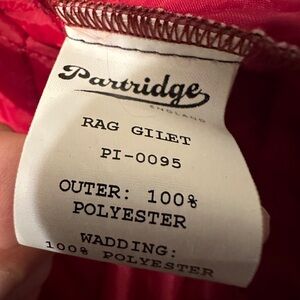 Partridge
ENGLAND
RAG GILET
PI-0095
OUTER: 100%
POLYESTER
WADDING:
100% POLYESTER